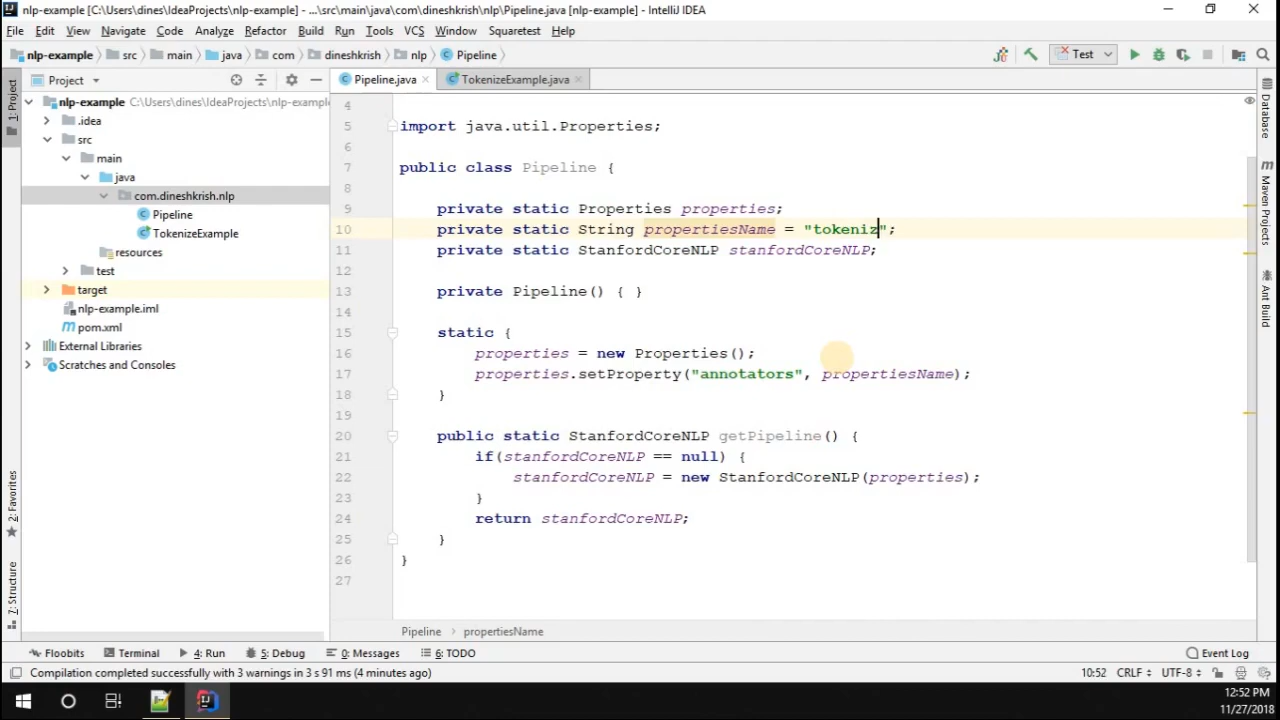 nlp-example [C:\Users\dines\IdeaProjects\nlp-example] - ...\src\main\java\com\dineshkrish\nlp\Pipeline.java [nlp-example] - IntelliJ IDEA
File Edit View Navigate Code Analyze Refactor Build Run Tools VCS Window Squaretest Help
nlp-example src main java com dineshkrish nlp Pipeline Test
Project Pipeline.java TokenizeExample.java
1: Project
nlp-example C:\Users\dines\IdeaProjects\nlp-example
.idea
src
main
java
com.dineshkrish.nlp
Pipeline
TokenizeExample
resources
test
target
nlp-example.iml
pom.xml
External Libraries
Scratches and Consoles
2: Favorites
7: Structure
4
5 import java.util.Properties;
6
7 public class Pipeline {
8
9 private static Properties properties;
10 private static String propertiesName = "tokeniz";
11 private static StanfordCoreNLP stanfordCoreNLP;
12
13 private Pipeline() { }
14
15 static {
16 properties = new Properties();
17 properties.setProperty("annotators", propertiesName);
18 }
19
20 public static StanfordCoreNLP getPipeline() {
21 if(stanfordCoreNLP == null) {
22 stanfordCoreNLP = new StanfordCoreNLP(properties);
23 }
24 return stanfordCoreNLP;
25 }
26 }
27
Database
Maven Projects
Ant Build
Pipeline propertiesName
Floobits Terminal 4: Run 5: Debug 0: Messages 6: TODO Event Log
Compilation completed successfully with 3 warnings in 3 s 91 ms (4 minutes ago) 10:52 CRLF UTF-8
12:52 PM
11/27/2018